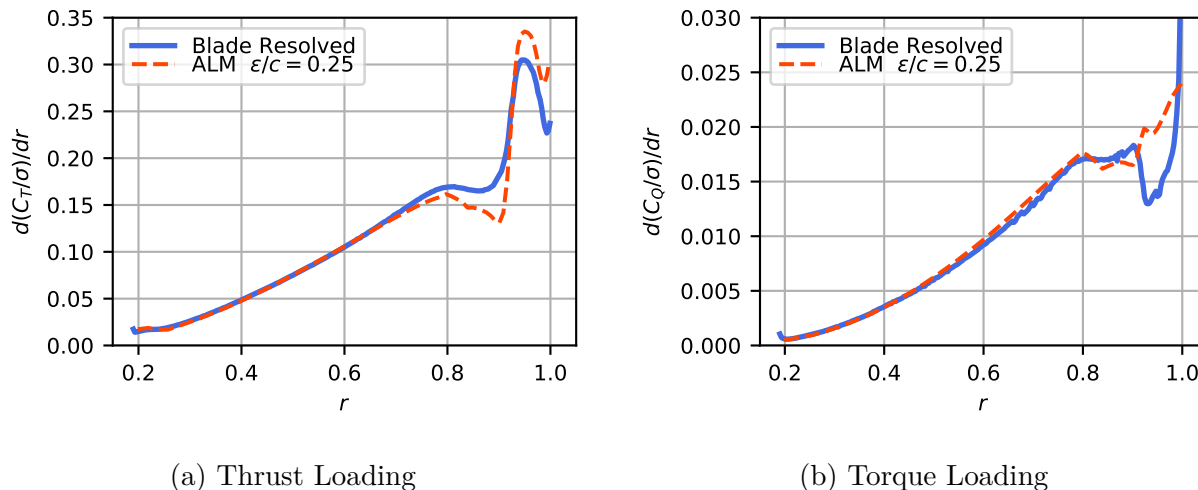 Blade Resolved
ALM ε/c = 0.25
0.35
0.30
0.25
0.20
0.15
0.10
0.05
0.00
d(C_T/σ)/dr
0.2 0.4 0.6 0.8 1.0
r
(a) Thrust Loading
Blade Resolved
ALM ε/c = 0.25
0.030
0.025
0.020
0.015
0.010
0.005
0.000
d(C_Q/σ)/dr
0.2 0.4 0.6 0.8 1.0
r
(b) Torque Loading